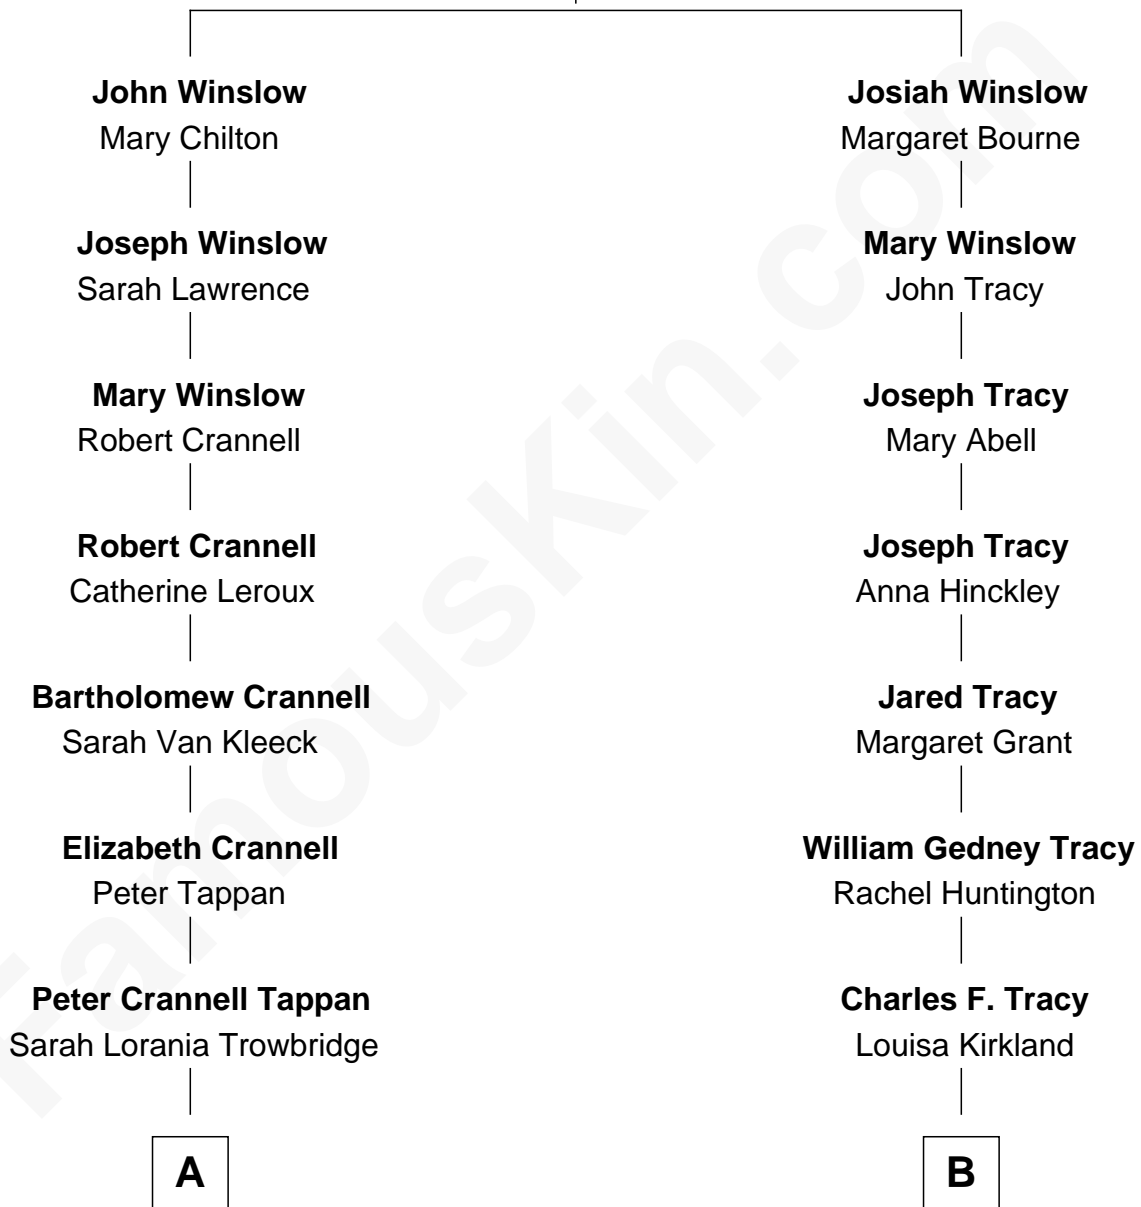 John Winslow
Mary Chilton
Josiah Winslow
Margaret Bourne
Joseph Winslow
Sarah Lawrence
Mary Winslow
John Tracy
Mary Winslow
Robert Crannell
Joseph Tracy
Mary Abell
Robert Crannell
Catherine Leroux
Joseph Tracy
Anna Hinckley
Bartholomew Crannell
Sarah Van Kleeck
Jared Tracy
Margaret Grant
Elizabeth Crannell
Peter Tappan
William Gedney Tracy
Rachel Huntington
Peter Crannell Tappan
Sarah Lorania Trowbridge
Charles F. Tracy
Louisa Kirkland
A
B
FamousKin.com